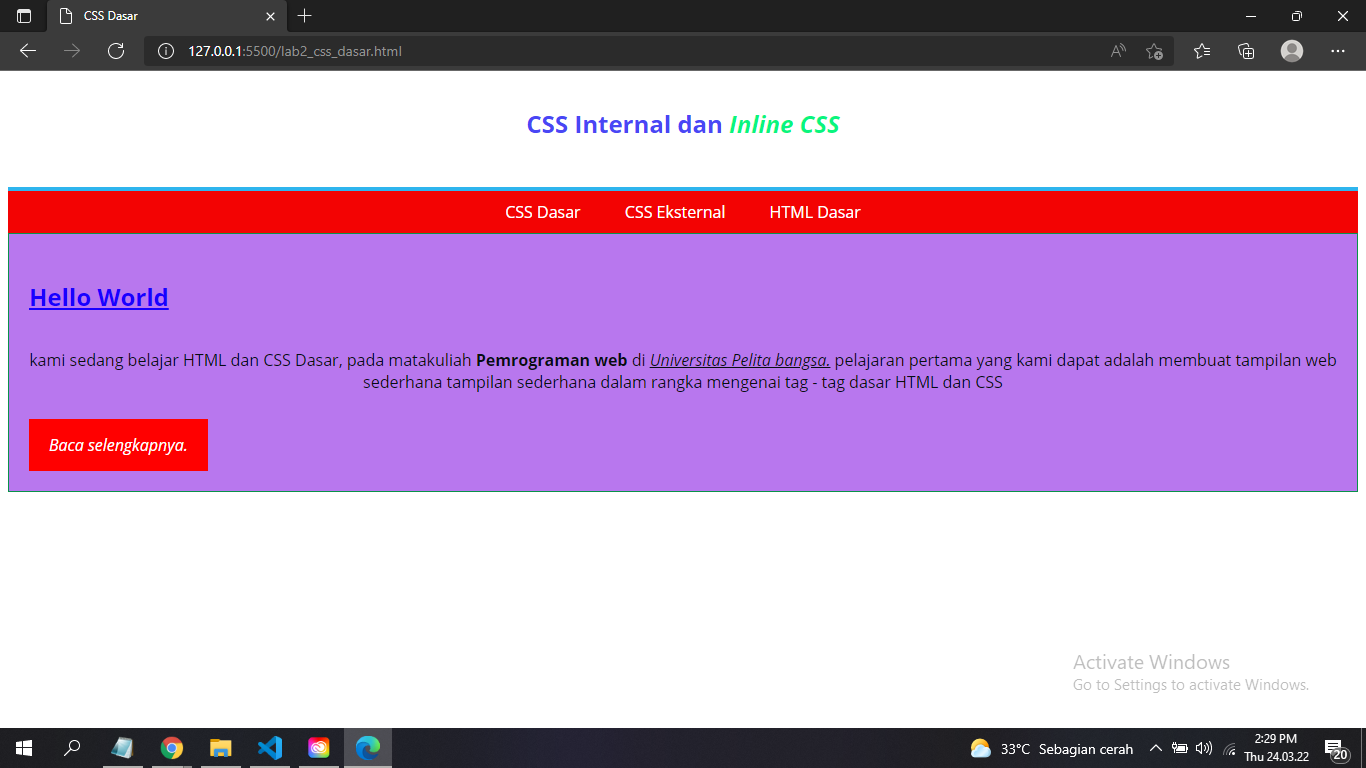 CSS Dasar
127.0.0.1:5500/lab2_css_dasar.html
CSS Internal dan Inline CSS
CSS Dasar CSS Eksternal HTML Dasar
Hello World
kami sedang belajar HTML dan CSS Dasar, pada matakuliah Pemrograman web di Universitas Pelita bangsa. pelajaran pertama yang kami dapat adalah membuat tampilan web
sederhana tampilan sederhana dalam rangka mengenai tag - tag dasar HTML dan CSS
Baca selengkapnya.
Activate Windows
Go to Settings to activate Windows.
33°C Sebagian cerah
2:29 PM
Thu 24.03.22
20